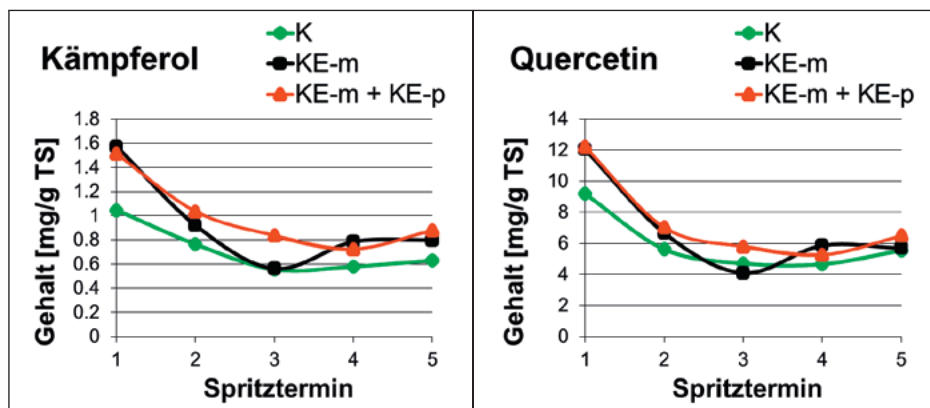 Kämpferol
K
KE-m
KE-m + KE-p
Gehalt [mg/g TS]
1.8
1.6
1.4
1.2
1
0.8
0.6
0.4
0.2
0
1 2 3 4 5
Spritztermin
Quercetin
K
KE-m
KE-m + KE-p
Gehalt [mg/g TS]
14
12
10
8
6
4
2
0
1 2 3 4 5
Spritztermin